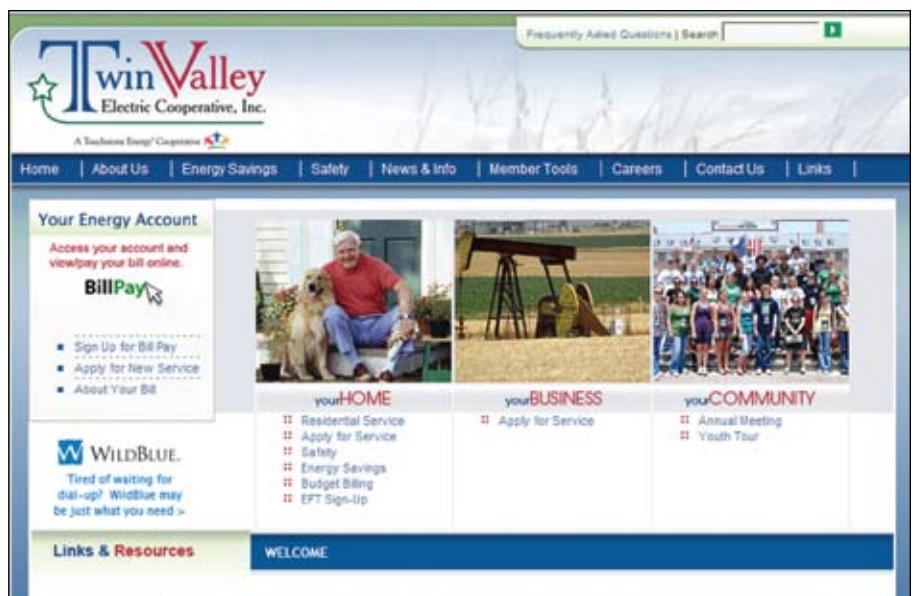 Frequently Asked Questions | Search
Twin Valley
Electric Cooperative, Inc.
A Touchstone Energy® Cooperative
Home | About Us | Energy Savings | Safety | News & Info | Member Tools | Careers | Contact Us | Links |
Your Energy Account
Access your account and
view/pay your bill online.
BillPay
Sign Up for Bill Pay
Apply for New Service
About Your Bill
WILDBLUE.
Tired of waiting for
dial-up? WildBlue may
be just what you need >
Links & Resources
yourHOME
Residential Service
Apply for Service
Safety
Energy Savings
Budget Billing
EFT Sign-Up
yourBUSINESS
Apply for Service
yourCOMMUNITY
Annual Meeting
Youth Tour
WELCOME